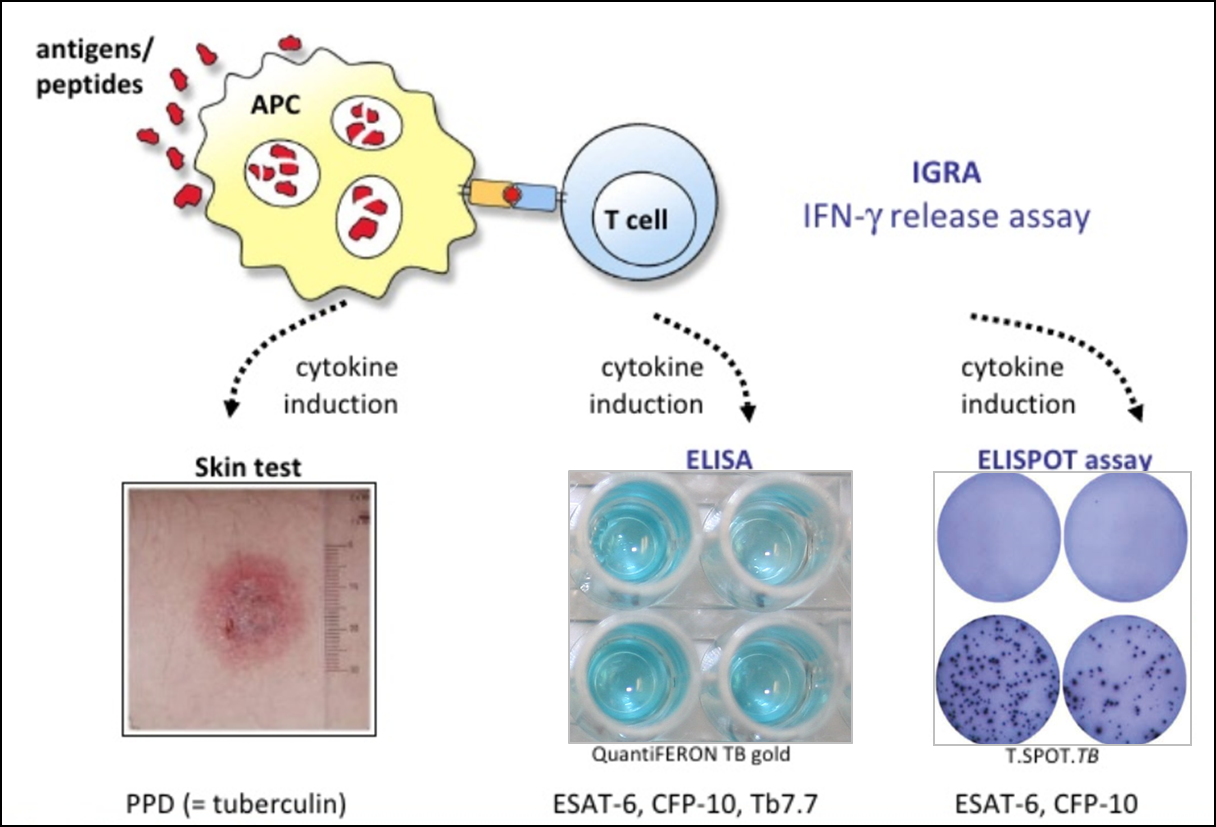 antigens/
peptides
APC
T cell
IGRA
IFN-γ release assay
cytokine
induction
cytokine
induction
cytokine
induction
Skin test
ELISA
ELISPOT assay
QuantiFERON TB gold
T.SPOT.TB
PPD (= tuberculin)
ESAT-6, CFP-10, Tb7.7
ESAT-6, CFP-10